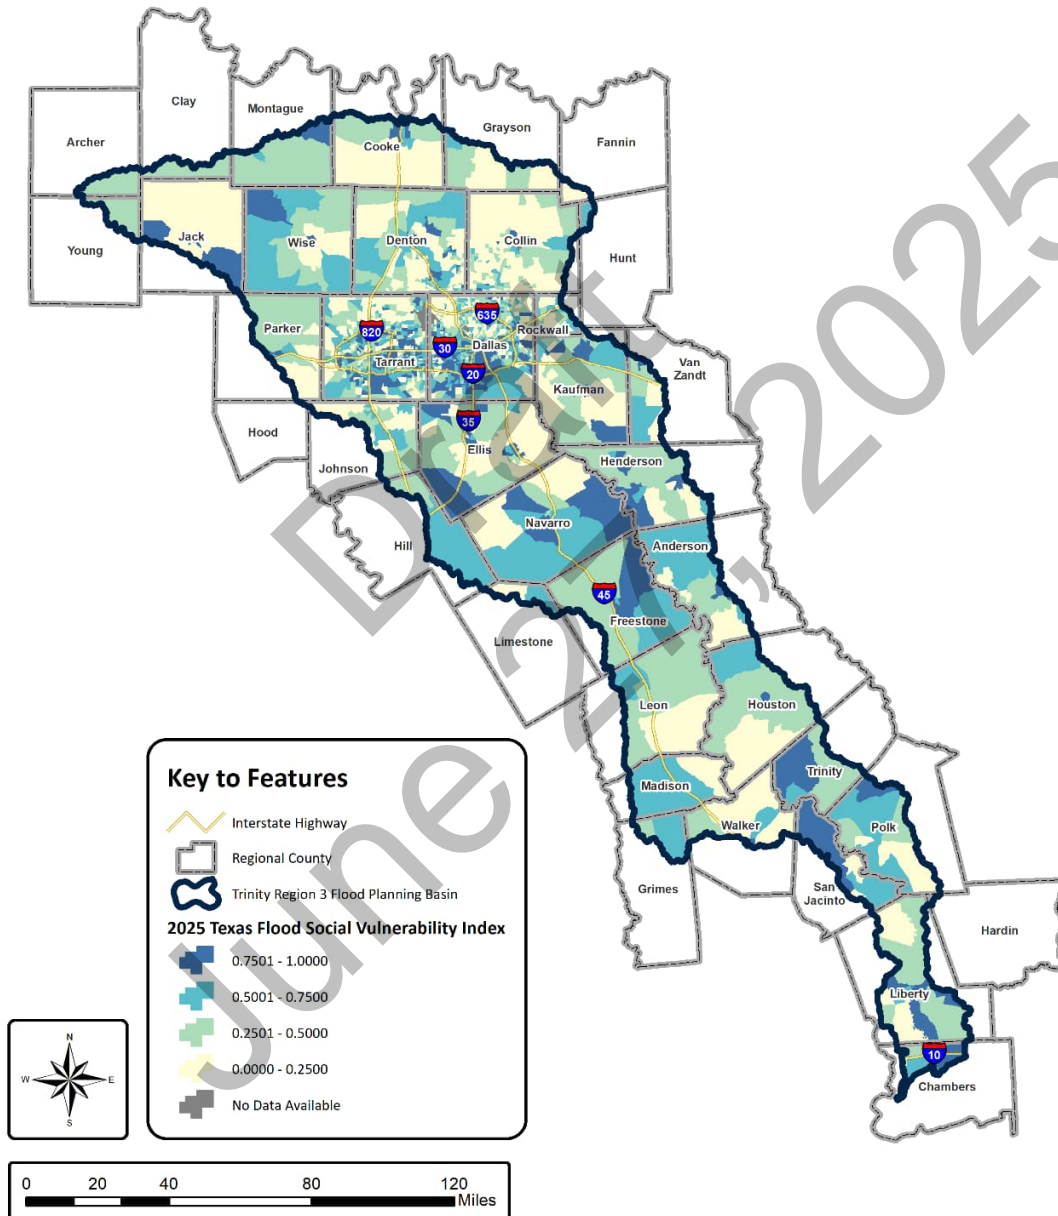 Clay
Montague
Grayson
Fannin
Archer
Cooke
Young
Jack
Wise
Denton
Collin
Hunt
Parker
820
635
Rockwall
30
Dallas
Tarrant
20
Van
Zandt
Kaufman
Hood
35
Ellis
Johnson
Henderson
Navarro
Hill
Anderson
45
Freestone
Limestone
Leon
Houston
Madison
Trinity
Walker
Polk
Grimes
San
Jacinto
Hardin
Liberty
10
Chambers
Draft
June 27, 2025
Key to Features
Interstate Highway
Regional County
Trinity Region 3 Flood Planning Basin
2025 Texas Flood Social Vulnerability Index
0.7501 - 1.0000
0.5001 - 0.7500
0.2501 - 0.5000
0.0000 - 0.2500
No Data Available
N
W E
S
0 20 40 80 120
Miles